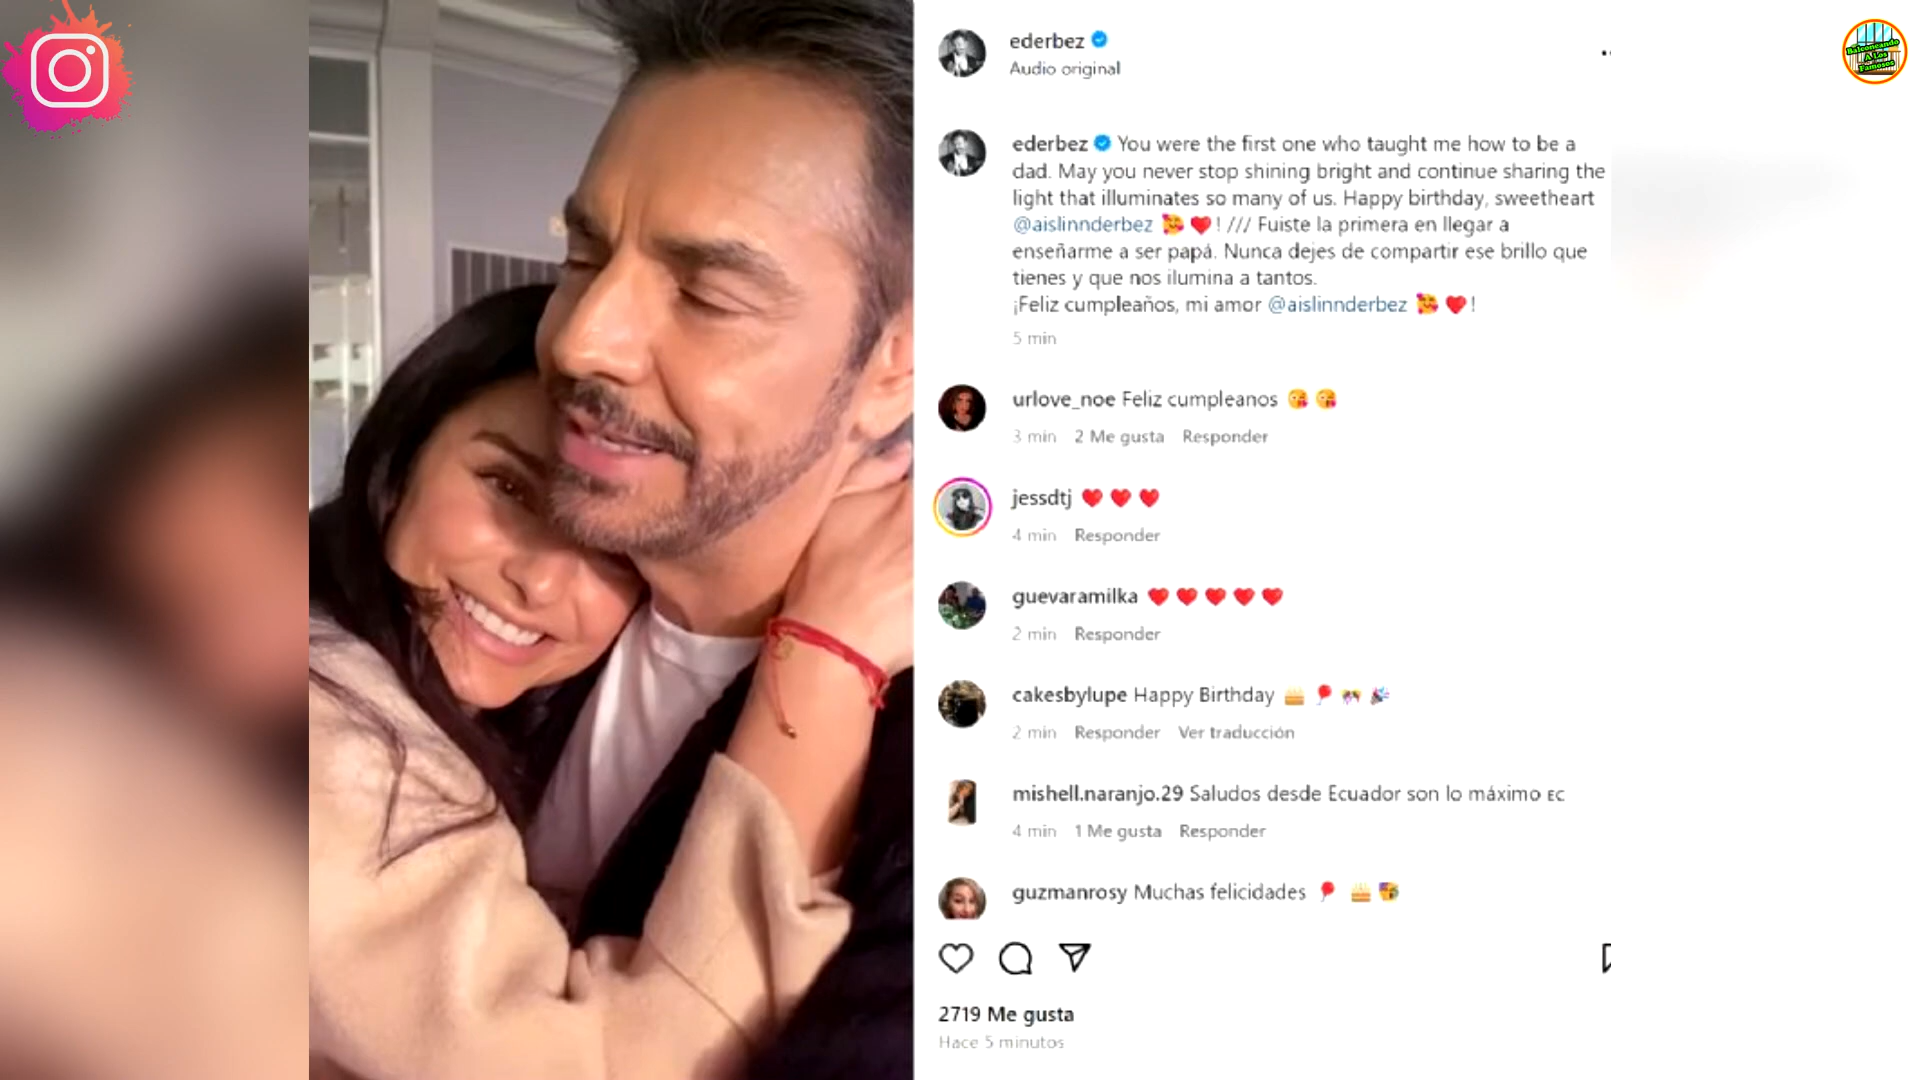 Balconeando
A Los
Famosos
ederbez
Audio original
ederbez You were the first one who taught me how to be a
dad. May you never stop shining bright and continue sharing the
light that illuminates so many of us. Happy birthday, sweetheart
@aislinnderbez 🥰 ❤️! /// Fuiste la primera en llegar a
enseñarme a ser papá. Nunca dejes de compartir ese brillo que
tienes y que nos ilumina a tantos.
¡Feliz cumpleaños, mi amor @aislinnderbez 🥰 ❤️!
5 min
urlove_noe Feliz cumpleanos 😘 😘
3 min 2 Me gusta Responder
jessdtj ❤️ ❤️ ❤️
4 min Responder
guevaramilka ❤️ ❤️ ❤️ ❤️ ❤️
2 min Responder
cakesbylupe Happy Birthday 🎂 🎈 👯 🎉
2 min Responder Ver traducción
mishell.naranjo.29 Saludos desde Ecuador son lo máximo EC
4 min 1 Me gusta Responder
guzmanrosy Muchas felicidades 🎈 🎂
2719 Me gusta
Hace 5 minutos